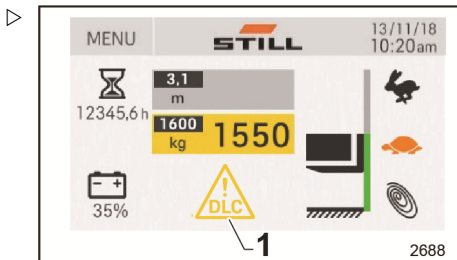 MENU
STILL
13/11/18
10:20am
12345,6 h
3,1
m
1600
kg
1550
- +
35%
DLC
1
2688